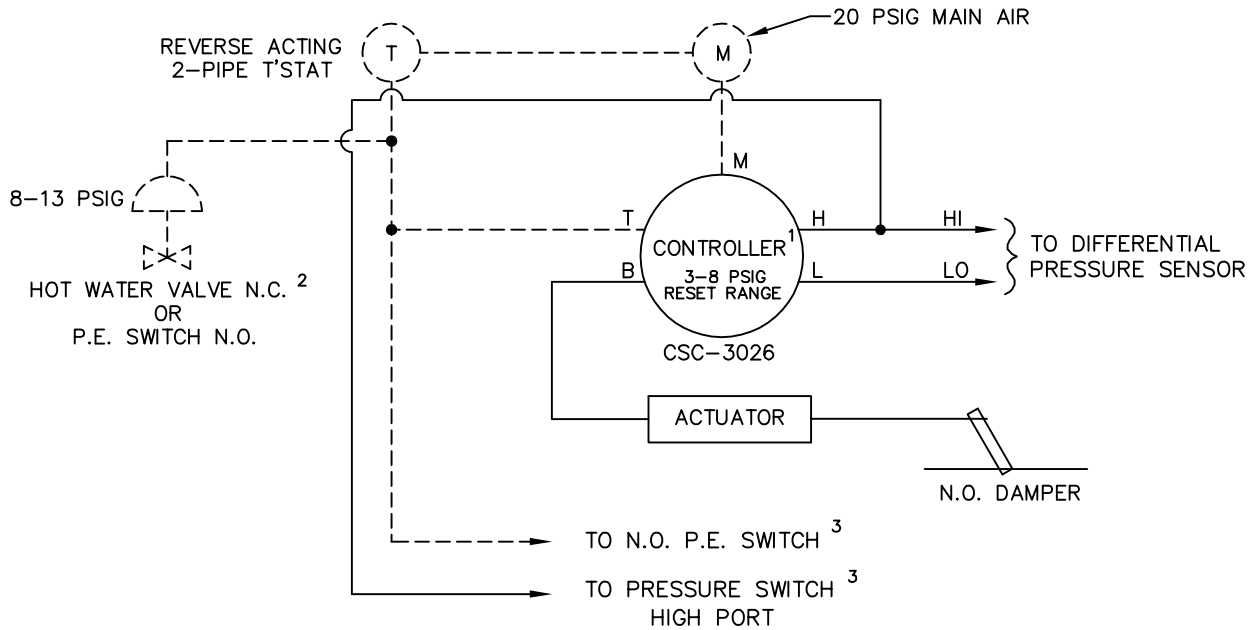 20 PSIG MAIN AIR
REVERSE ACTING
2-PIPE T'STAT
T
M
M
8-13 PSIG
T
H
HI
CONTROLLER 1
TO DIFFERENTIAL
PRESSURE SENSOR
B
3-8 PSIG
RESET RANGE
L
LO
HOT WATER VALVE N.C. 2
OR
P.E. SWITCH N.O.
CSC-3026
ACTUATOR
N.O. DAMPER
TO N.O. P.E. SWITCH 3
TO PRESSURE SWITCH 3
HIGH PORT